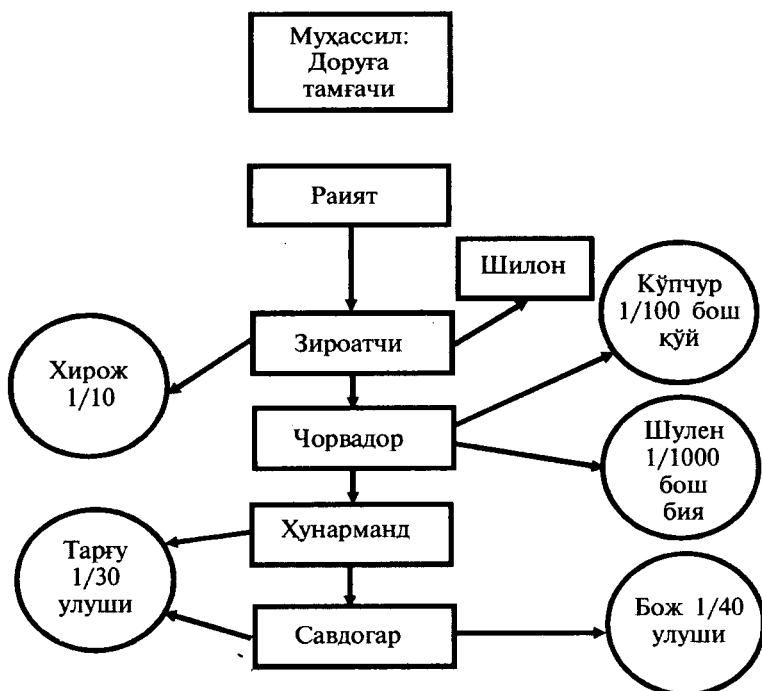 Муҳассил:
Доруға
тамғачи
Раият
Шилон
Кўпчур
1/100 бош
қўй
Зироатчи
Хирож
1/10
Чорвадор
Шулен
1/1000
бош
бия
Ҳунарманд
Тарғу
1/30
улуши
Савдогар
Бож 1/40
улуши